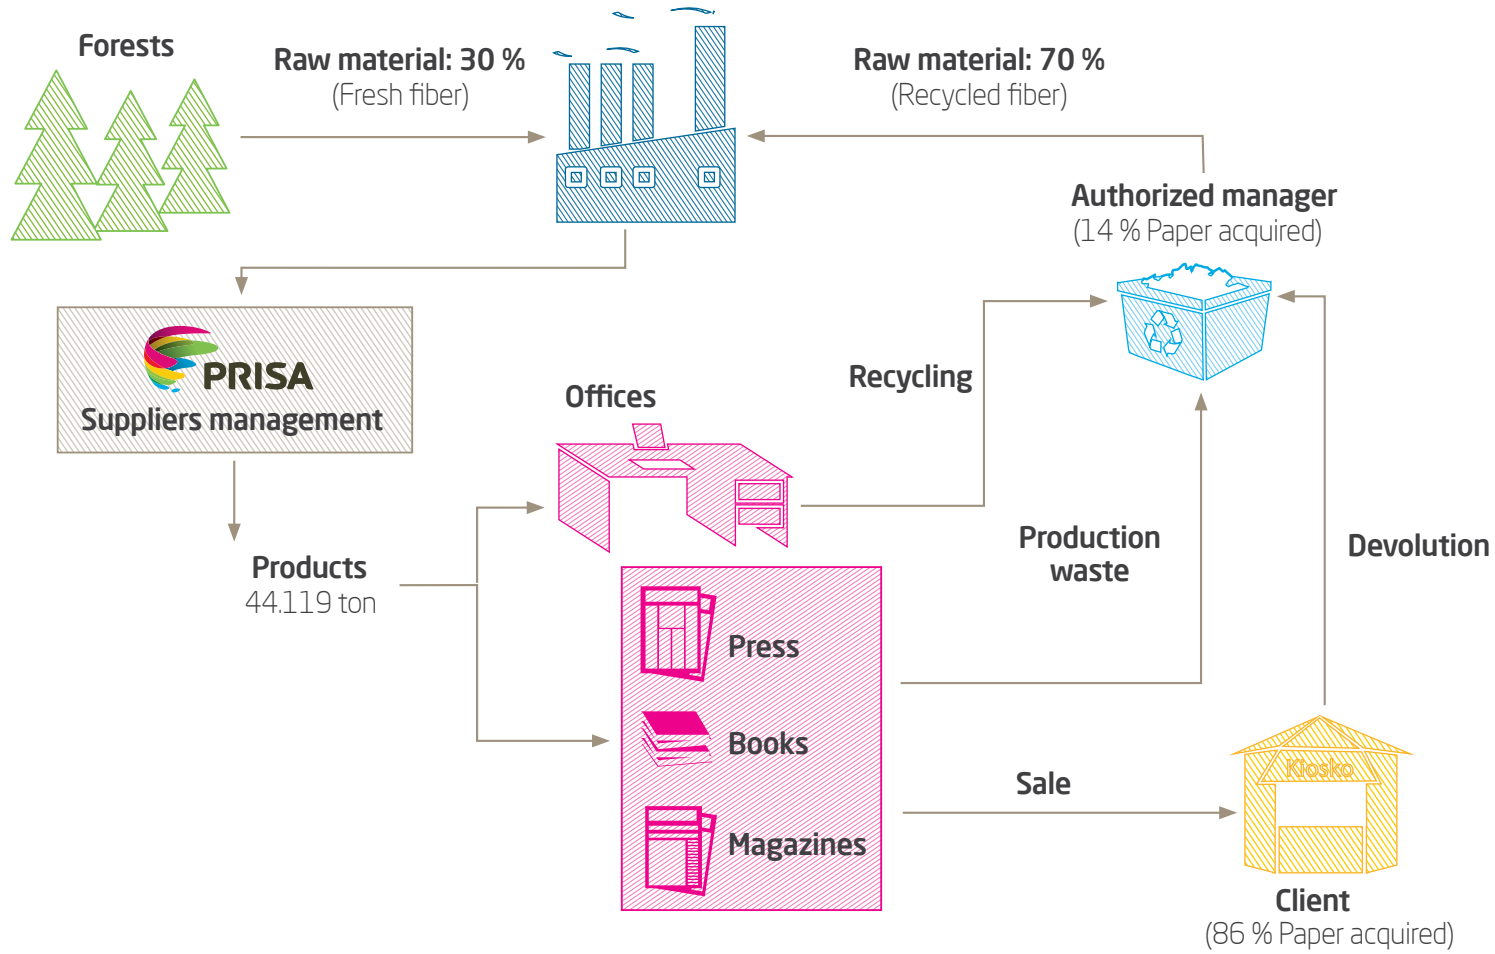 Forests
Raw material: 30 %
(Fresh fiber)
Raw material: 70 %
(Recycled fiber)
Authorized manager
(14 % Paper acquired)
PRISA
Suppliers management
Offices
Recycling
Products
44.119 ton
Production
waste
Devolution
Press
Books
Magazines
Sale
Kiosko
Client
(86 % Paper acquired)